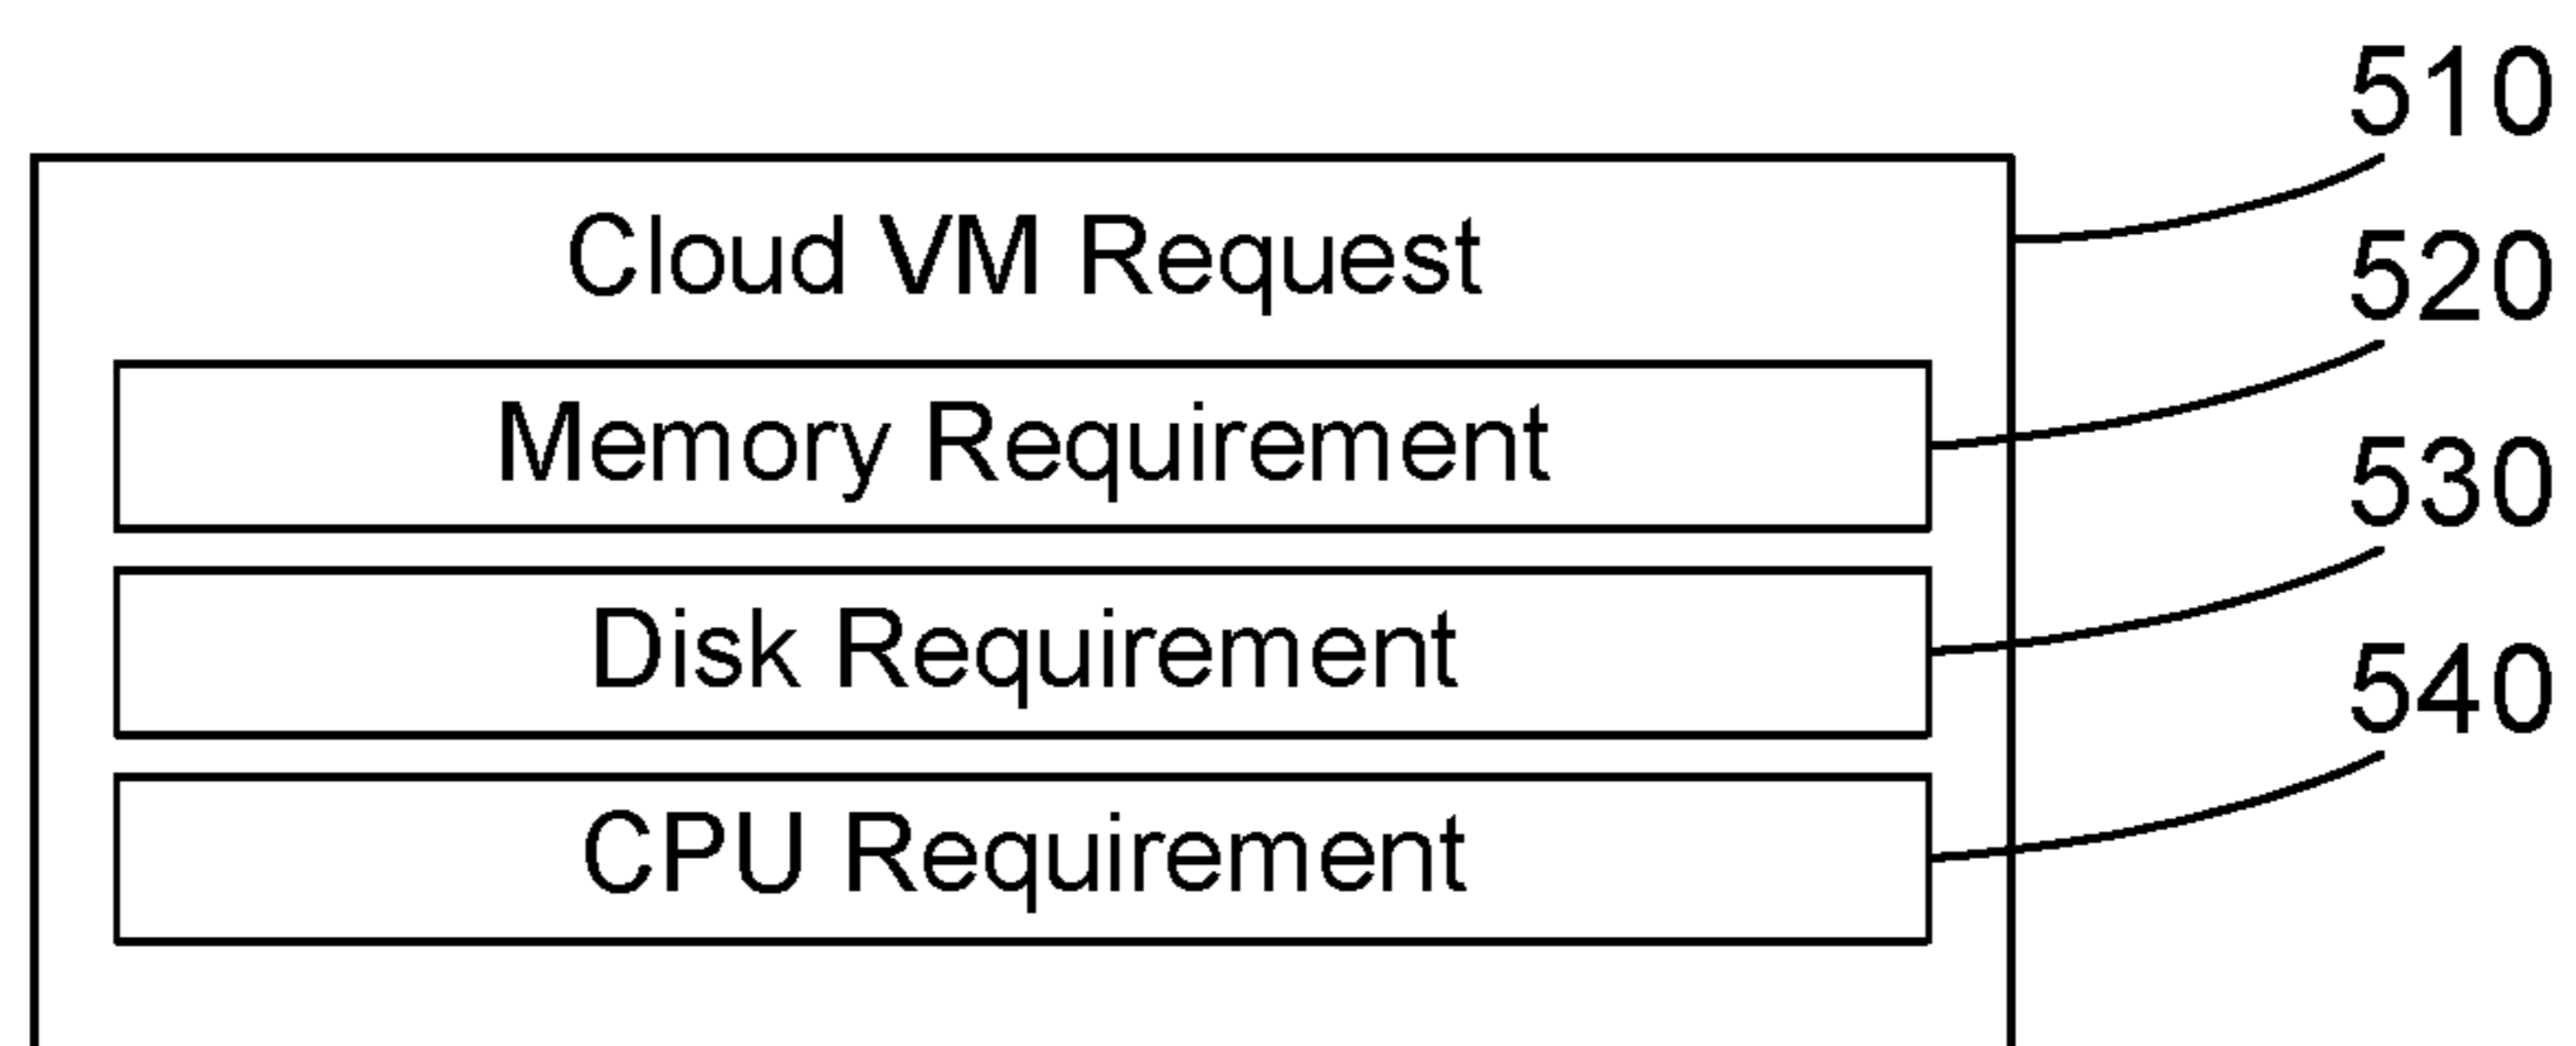 510
Cloud VM Request
520
Memory Requirement
530
Disk Requirement
540
CPU Requirement